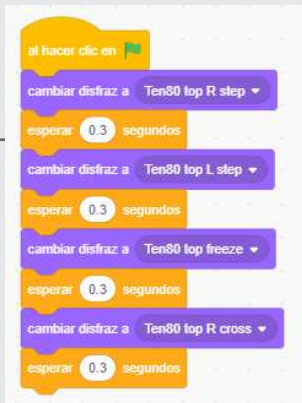 al hacer clic en
cambiar disfraz a Ten80 top R step
esperar 0.3 segundos
cambiar disfraz a Ten80 top L step
esperar 0.3 segundos
cambiar disfraz a Ten80 top freeze
esperar 0.3 segundos
cambiar disfraz a Ten80 top R cross
esperar 0.3 segundos